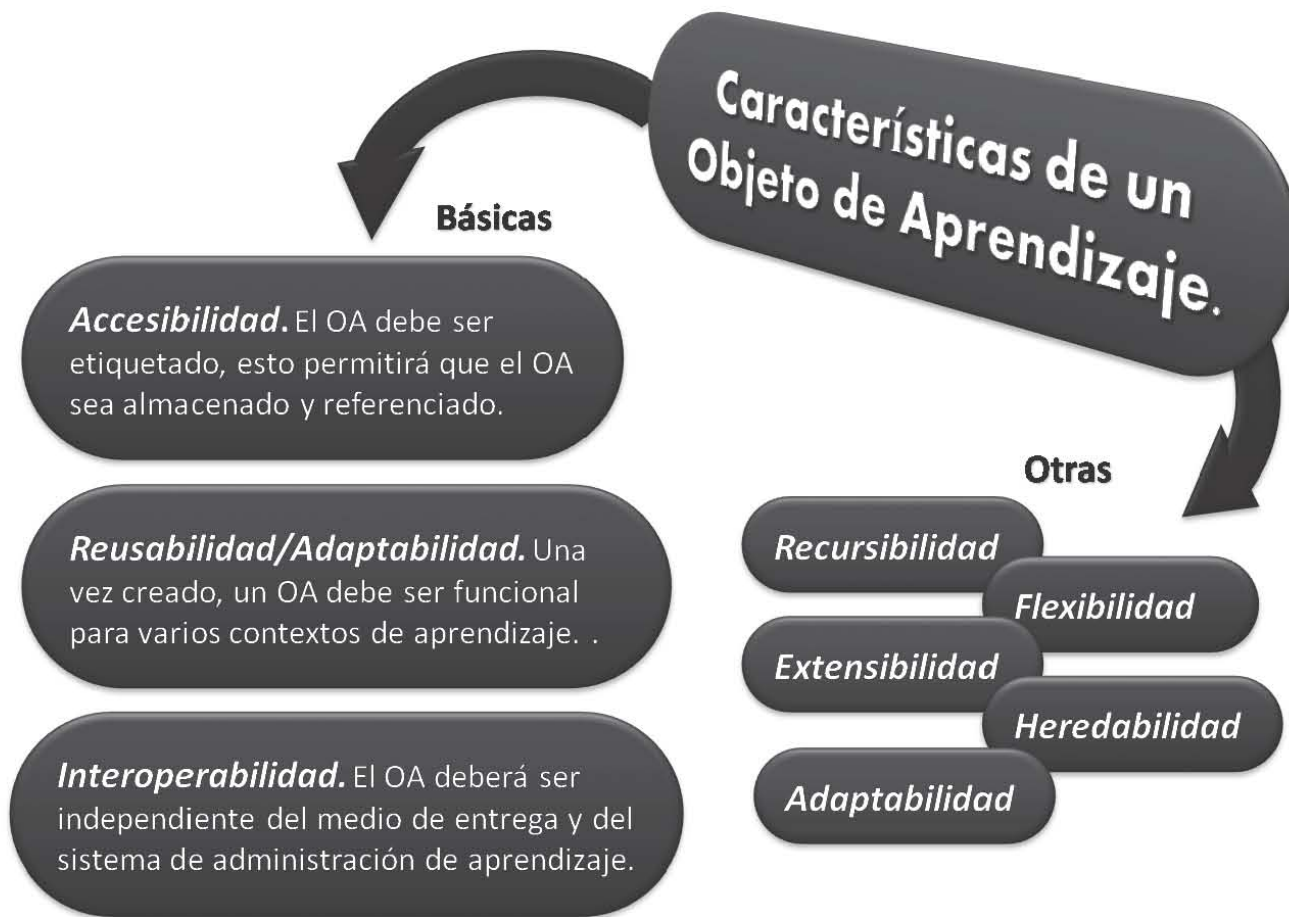 Características de un
Objeto de Aprendizaje.
Básicas
Accesibilidad. El OA debe ser
etiquetado, esto permitirá que el OA
sea almacenado y referenciado.
Reusabilidad/Adaptabilidad. Una
vez creado, un OA debe ser funcional
para varios contextos de aprendizaje. .
Interoperabilidad. El OA deberá ser
independiente del medio de entrega y del
sistema de administración de aprendizaje.
Otras
Recursibilidad
Flexibilidad
Extensibilidad
Heredabilidad
Adaptabilidad